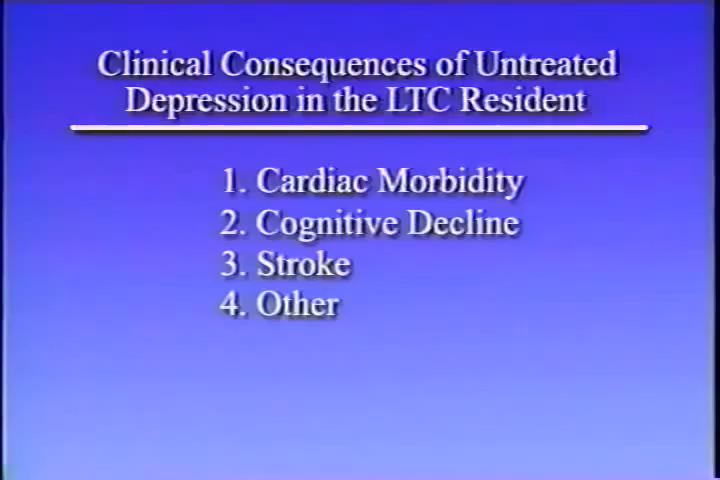 Clinical Consequences of Untreated
Depression in the LTC Resident
1. Cardiac Morbidity
2. Cognitive Decline
3. Stroke
4. Other